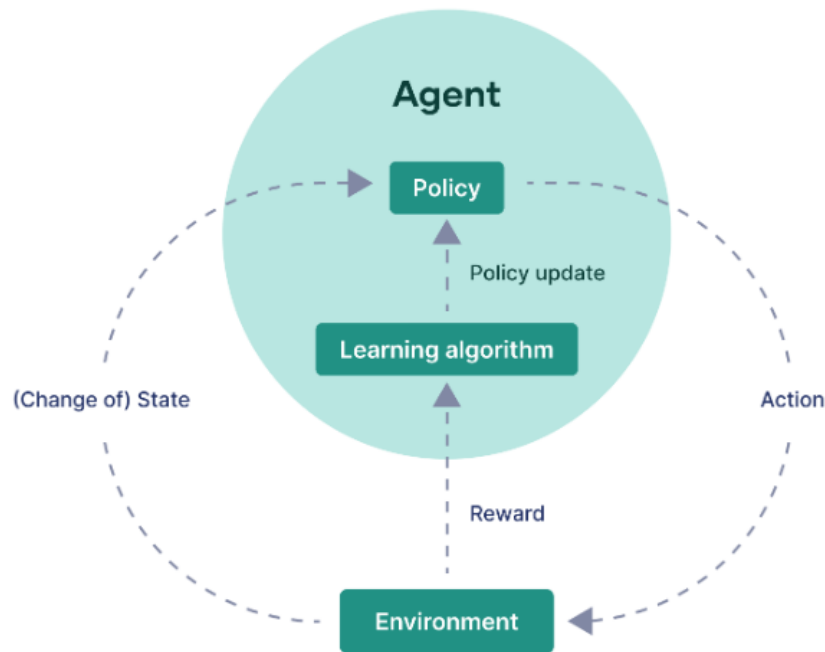 Agent
Policy
Policy update
Learning algorithm
(Change of) State
Action
Reward
Environment